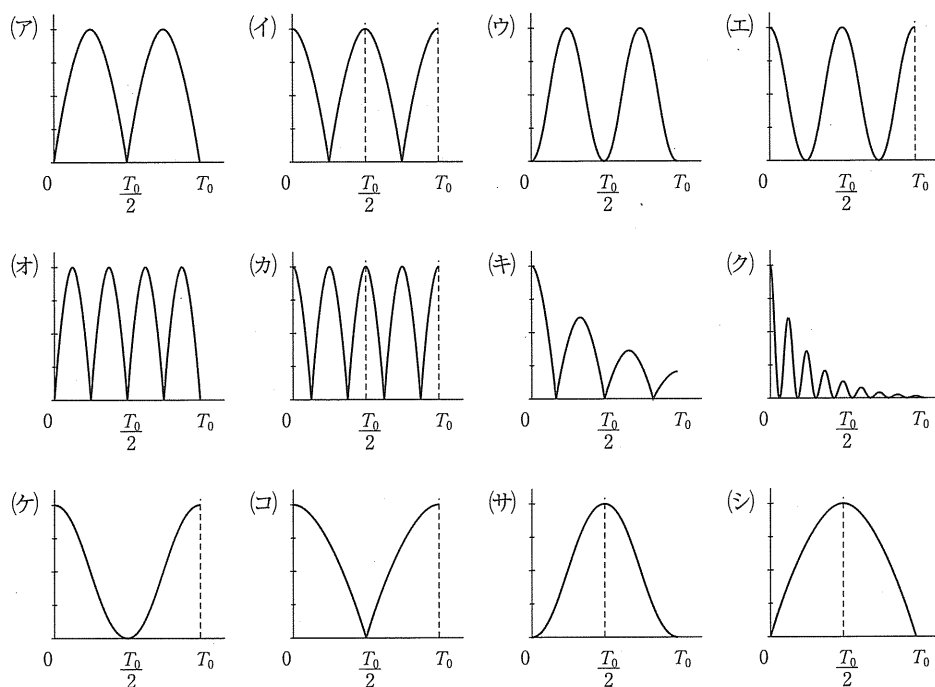 (ア) (イ) (ウ) (エ)
0 T₀/2 T₀ 0 T₀/2 T₀ 0 T₀/2 T₀ 0 T₀/2 T₀
(オ) (カ) (キ) (ク)
0 T₀/2 T₀ 0 T₀/2 T₀ 0 T₀/2 T₀ 0 T₀/2 T₀
(ケ) (コ) (サ) (シ)
0 T₀/2 T₀ 0 T₀/2 T₀ 0 T₀/2 T₀ 0 T₀/2 T₀